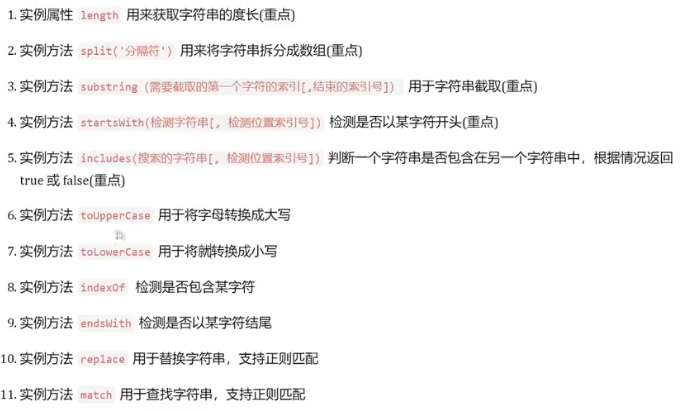 1. 实例属性 length 用来获取字符串的度长(重点)
2. 实例方法 split('分隔符') 用来将字符串拆分成数组(重点)
3. 实例方法 substring（需要截取的第一个字符的索引[,结束的索引号]） 用于字符串截取(重点)
4. 实例方法 startsWith(检测字符串[, 检测位置索引号]) 检测是否以某字符开头(重点)
5. 实例方法 includes(搜索的字符串[, 检测位置索引号]) 判断一个字符串是否包含在另一个字符串中，根据情况返回
true 或 false(重点)
6. 实例方法 toUpperCase 用于将字母转换成大写
7. 实例方法 toLowerCase 用于将就转换成小写
8. 实例方法 indexOf 检测是否包含某字符
9. 实例方法 endsWith 检测是否以某字符结尾
10. 实例方法 replace 用于替换字符串，支持正则匹配
11. 实例方法 match 用于查找字符串，支持正则匹配